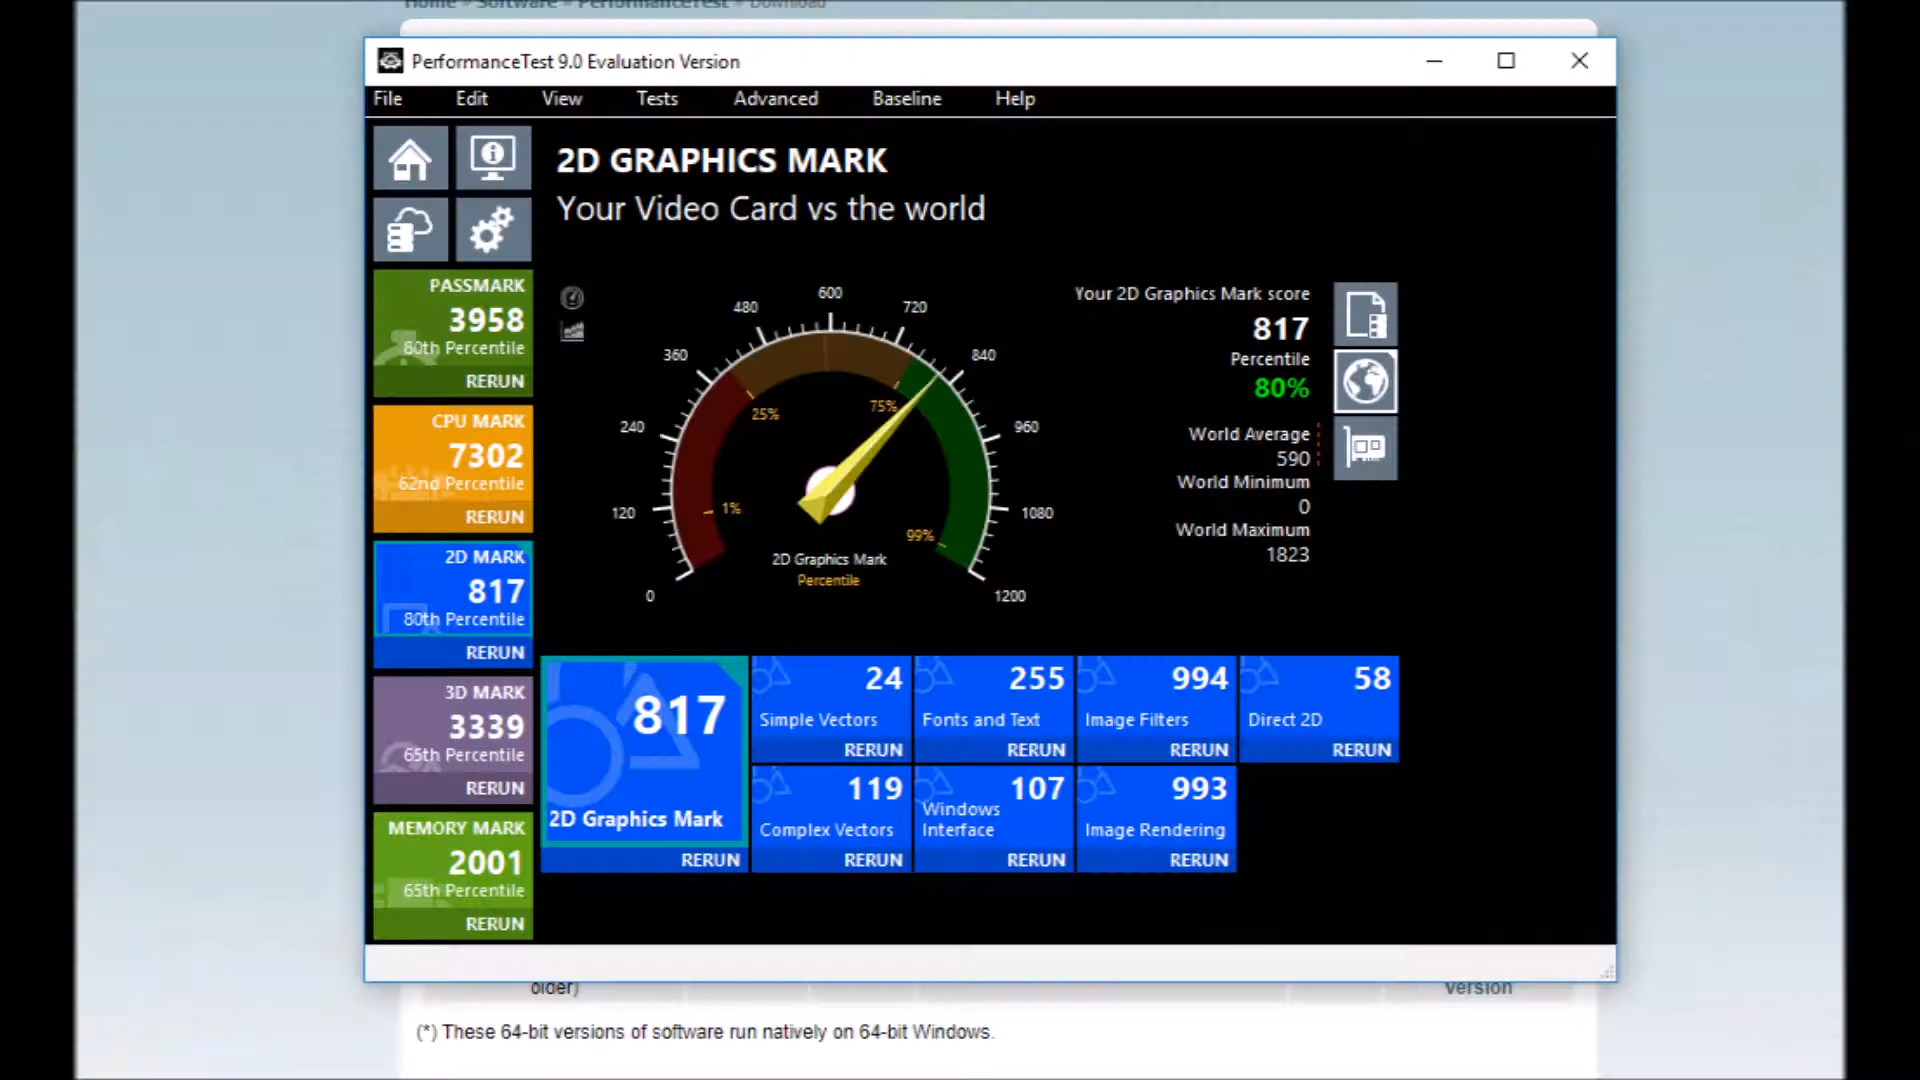 Home » Software » PerformanceTest » Download
PerformanceTest 9.0 Evaluation Version
File Edit View Tests Advanced Baseline Help
2D GRAPHICS MARK
Your Video Card vs the world
PASSMARK
3958
80th Percentile
RERUN
CPU MARK
7302
62nd Percentile
RERUN
2D MARK
817
80th Percentile
RERUN
3D MARK
3339
65th Percentile
RERUN
MEMORY MARK
2001
65th Percentile
RERUN
0
120
240
360
480
600
720
840
960
1080
1200
1%
25%
75%
99%
2D Graphics Mark
Percentile
Your 2D Graphics Mark score
817
Percentile
80%
World Average
590
World Minimum
0
World Maximum
1823
817
2D Graphics Mark
RERUN
24
Simple Vectors
RERUN
255
Fonts and Text
RERUN
994
Image Filters
RERUN
58
Direct 2D
RERUN
119
Complex Vectors
RERUN
107
Windows
Interface
RERUN
993
Image Rendering
RERUN
older) version
(*) These 64-bit versions of software run natively on 64-bit Windows.